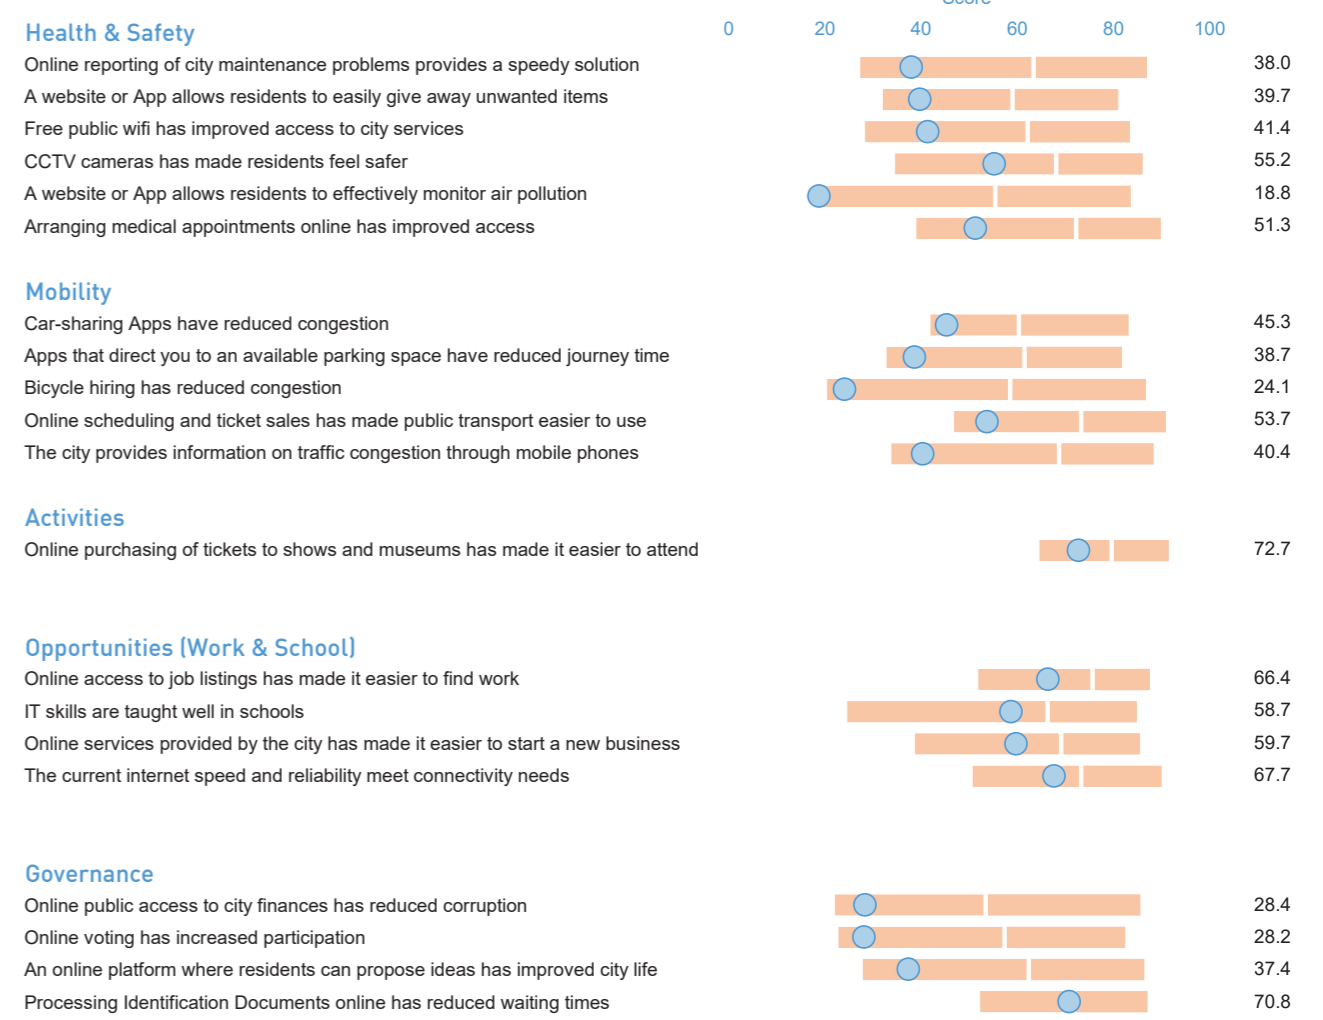 Score
Health & Safety 0 20 40 60 80 100
Online reporting of city maintenance problems provides a speedy solution 38.0
A website or App allows residents to easily give away unwanted items 39.7
Free public wifi has improved access to city services 41.4
CCTV cameras has made residents feel safer 55.2
A website or App allows residents to effectively monitor air pollution 18.8
Arranging medical appointments online has improved access 51.3
Mobility
Car-sharing Apps have reduced congestion 45.3
Apps that direct you to an available parking space have reduced journey time 38.7
Bicycle hiring has reduced congestion 24.1
Online scheduling and ticket sales has made public transport easier to use 53.7
The city provides information on traffic congestion through mobile phones 40.4
Activities
Online purchasing of tickets to shows and museums has made it easier to attend 72.7
Opportunities (Work & School)
Online access to job listings has made it easier to find work 66.4
IT skills are taught well in schools 58.7
Online services provided by the city has made it easier to start a new business 59.7
The current internet speed and reliability meet connectivity needs 67.7
Governance
Online public access to city finances has reduced corruption 28.4
Online voting has increased participation 28.2
An online platform where residents can propose ideas has improved city life 37.4
Processing Identification Documents online has reduced waiting times 70.8